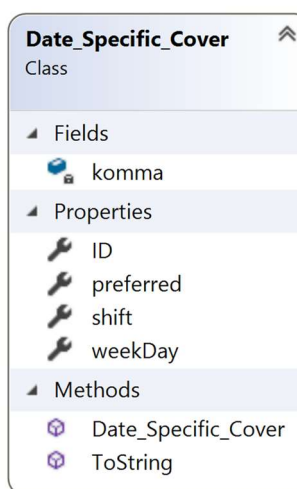 Date_Specific_Cover
Class
Fields
komma
Properties
ID
preferred
shift
weekDay
Methods
Date_Specific_Cover
ToString